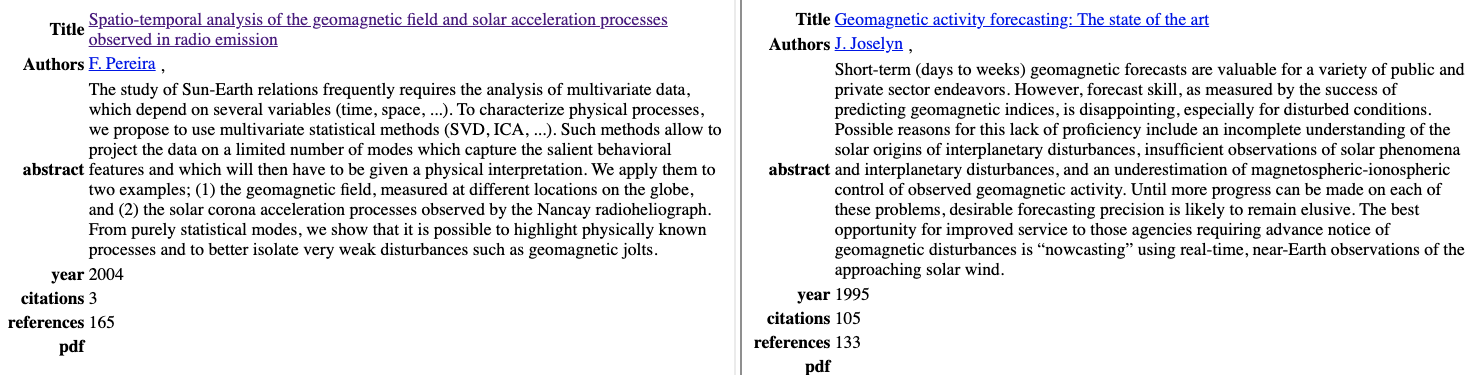 Title Spatio-temporal analysis of the geomagnetic field and solar acceleration processes
observed in radio emission
Authors F. Pereira ,
The study of Sun-Earth relations frequently requires the analysis of multivariate data,
which depend on several variables (time, space, ...). To characterize physical processes,
we propose to use multivariate statistical methods (SVD, ICA, ...). Such methods allow to
project the data on a limited number of modes which capture the salient behavioral
abstract features and which will then have to be given a physical interpretation. We apply them to
two examples; (1) the geomagnetic field, measured at different locations on the globe,
and (2) the solar corona acceleration processes observed by the Nancay radioheliograph.
From purely statistical modes, we show that it is possible to highlight physically known
processes and to better isolate very weak disturbances such as geomagnetic jolts.
year 2004
citations 3
references 165
pdf
Title Geomagnetic activity forecasting: The state of the art
Authors J. Joselyn ,
Short-term (days to weeks) geomagnetic forecasts are valuable for a variety of public and
private sector endeavors. However, forecast skill, as measured by the success of
predicting geomagnetic indices, is disappointing, especially for disturbed conditions.
Possible reasons for this lack of proficiency include an incomplete understanding of the
solar origins of interplanetary disturbances, insufficient observations of solar phenomena
abstract and interplanetary disturbances, and an underestimation of magnetospheric-ionospheric
control of observed geomagnetic activity. Until more progress can be made on each of
these problems, desirable forecasting precision is likely to remain elusive. The best
opportunity for improved service to those agencies requiring advance notice of
geomagnetic disturbances is “nowcasting” using real-time, near-Earth observations of the
approaching solar wind.
year 1995
citations 105
references 133
pdf